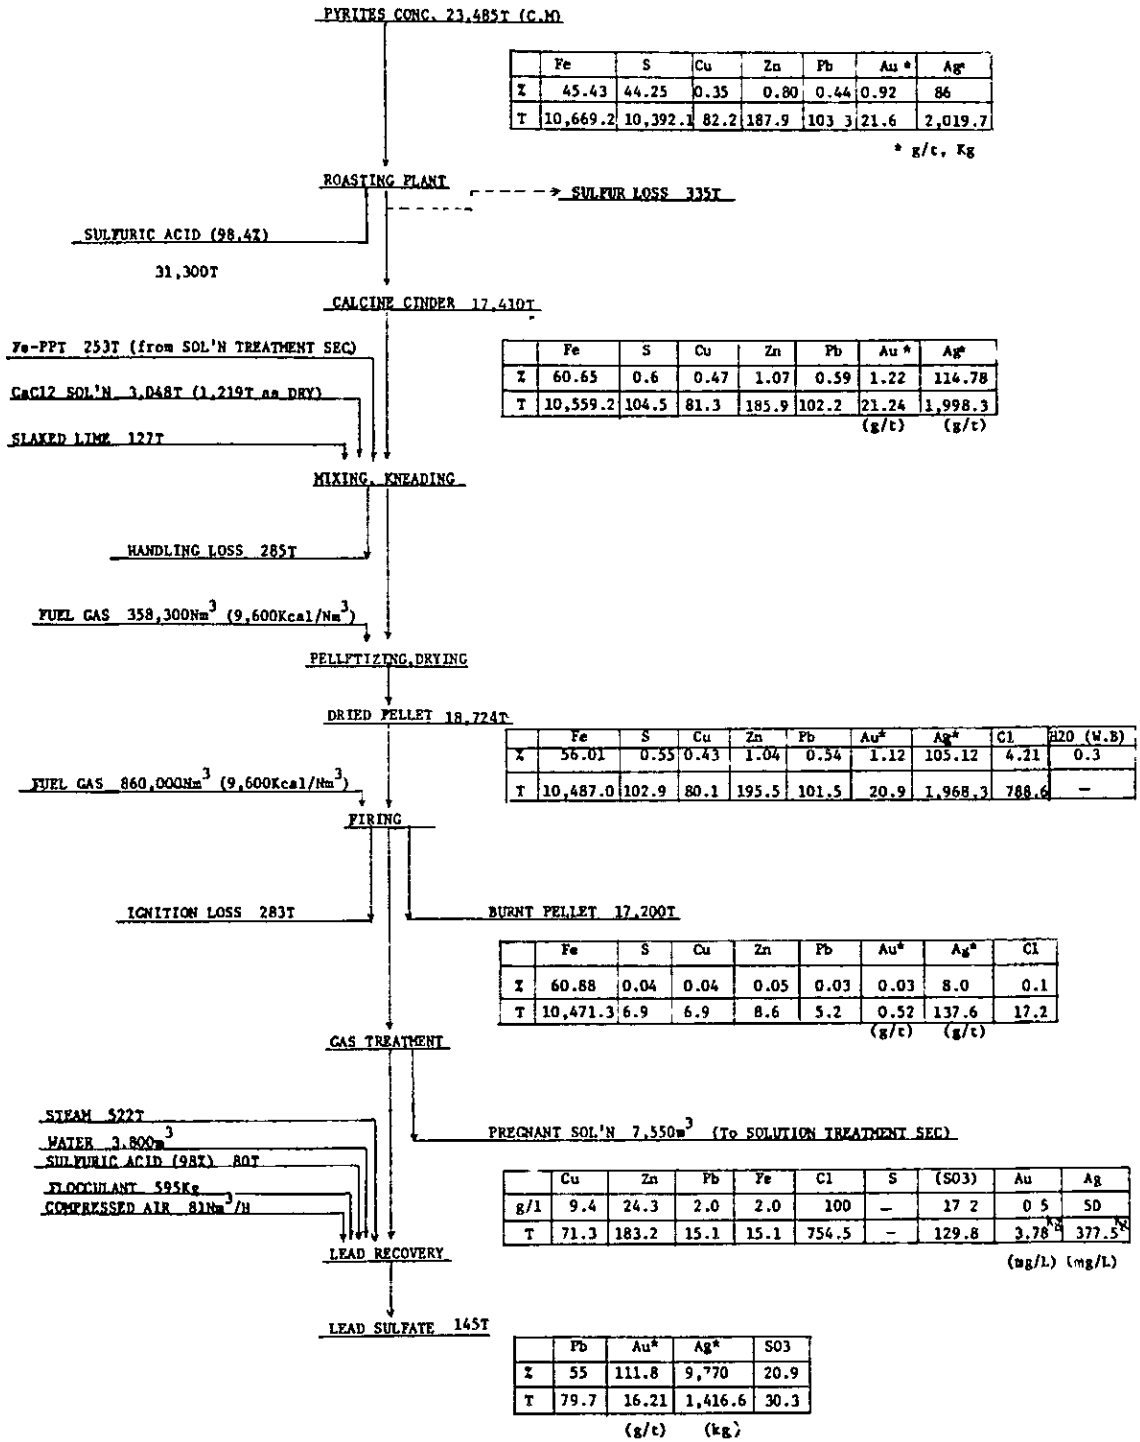 PYRITES CONC. 23,485T (C.M)
Fe S Cu Zn Pb Au* Ag*
% 45.43 44.25 0.35 0.80 0.44 0.92 86
T 10,669.2 10,392.1 82.2 187.9 103 3 21.6 2,019.7
* g/t, Kg
ROASTING PLANT
SULFUR LOSS 335T
SULFURIC ACID (98.4%)
31,300T
CALCINE CINDER 17,410T
Fe-PPT 253T (from SOL'N TREATMENT SEC)
Fe S Cu Zn Pb Au* Ag*
% 60.65 0.6 0.47 1.07 0.59 1.22 114.78
CaCl2 SOL'N 3,048T (1,219T as DRY)
T 10,559.2 104.5 81.3 185.9 102.2 21.24 1,998.3
(g/t) (g/t)
SLAKED LIME 127T
MIXING, KNEADING
HANDLING LOSS 285T
FUEL GAS 358,300Nm3 (9,600Kcal/Nm3)
PELLETIZING,DRYING
DRIED PELLET 18,724T
Fe S Cu Zn Pb Au* Ag* Cl H2O (W.B)
% 56.01 0.55 0.43 1.04 0.54 1.12 105.12 4.21 0.3
FUEL GAS 860,000Nm3 (9,600Kcal/Nm3)
T 10,487.0 102.9 80.1 195.5 101.5 20.9 1,968.3 788.6 –
FIRING
IGNITION LOSS 283T
BURNT PELLET 17,200T
Fe S Cu Zn Pb Au* Ag* Cl
% 60.88 0.04 0.04 0.05 0.03 0.03 8.0 0.1
T 10,471.3 6.9 6.9 8.6 5.2 0.52 137.6 17.2
(g/t) (g/t)
GAS TREATMENT
STEAM 522T
PREGNANT SOL'N 7,550m3 (To SOLUTION TREATMENT SEC)
WATER 3,800m3
SULFURIC ACID (98%) 80T
FLOCCULANT 595Kg
COMPRESSED AIR 81Nm3/H
Cu Zn Pb Fe Cl S (SO3) Au Ag
g/l 9.4 24.3 2.0 2.0 100 – 17 2 0 5 50
T 71.3 183.2 15.1 15.1 754.5 – 129.8 3.78Kg 377.5Kg
(mg/L) (mg/L)
LEAD RECOVERY
LEAD SULFATE 145T
Pb Au* Ag* SO3
% 55 111.8 9,770 20.9
T 79.7 16.21 1,416.6 30.3
(g/t) (kg)